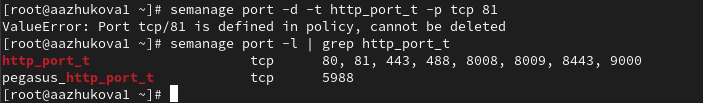 [root@aazhukova1 ~]# semanage port -d -t http_port_t -p tcp 81
ValueError: Port tcp/81 is defined in policy, cannot be deleted
[root@aazhukova1 ~]# semanage port -l | grep http_port_t
http_port_t                    tcp      80, 81, 443, 488, 8008, 8009, 8443, 9000
pegasus_http_port_t            tcp      5988
[root@aazhukova1 ~]#